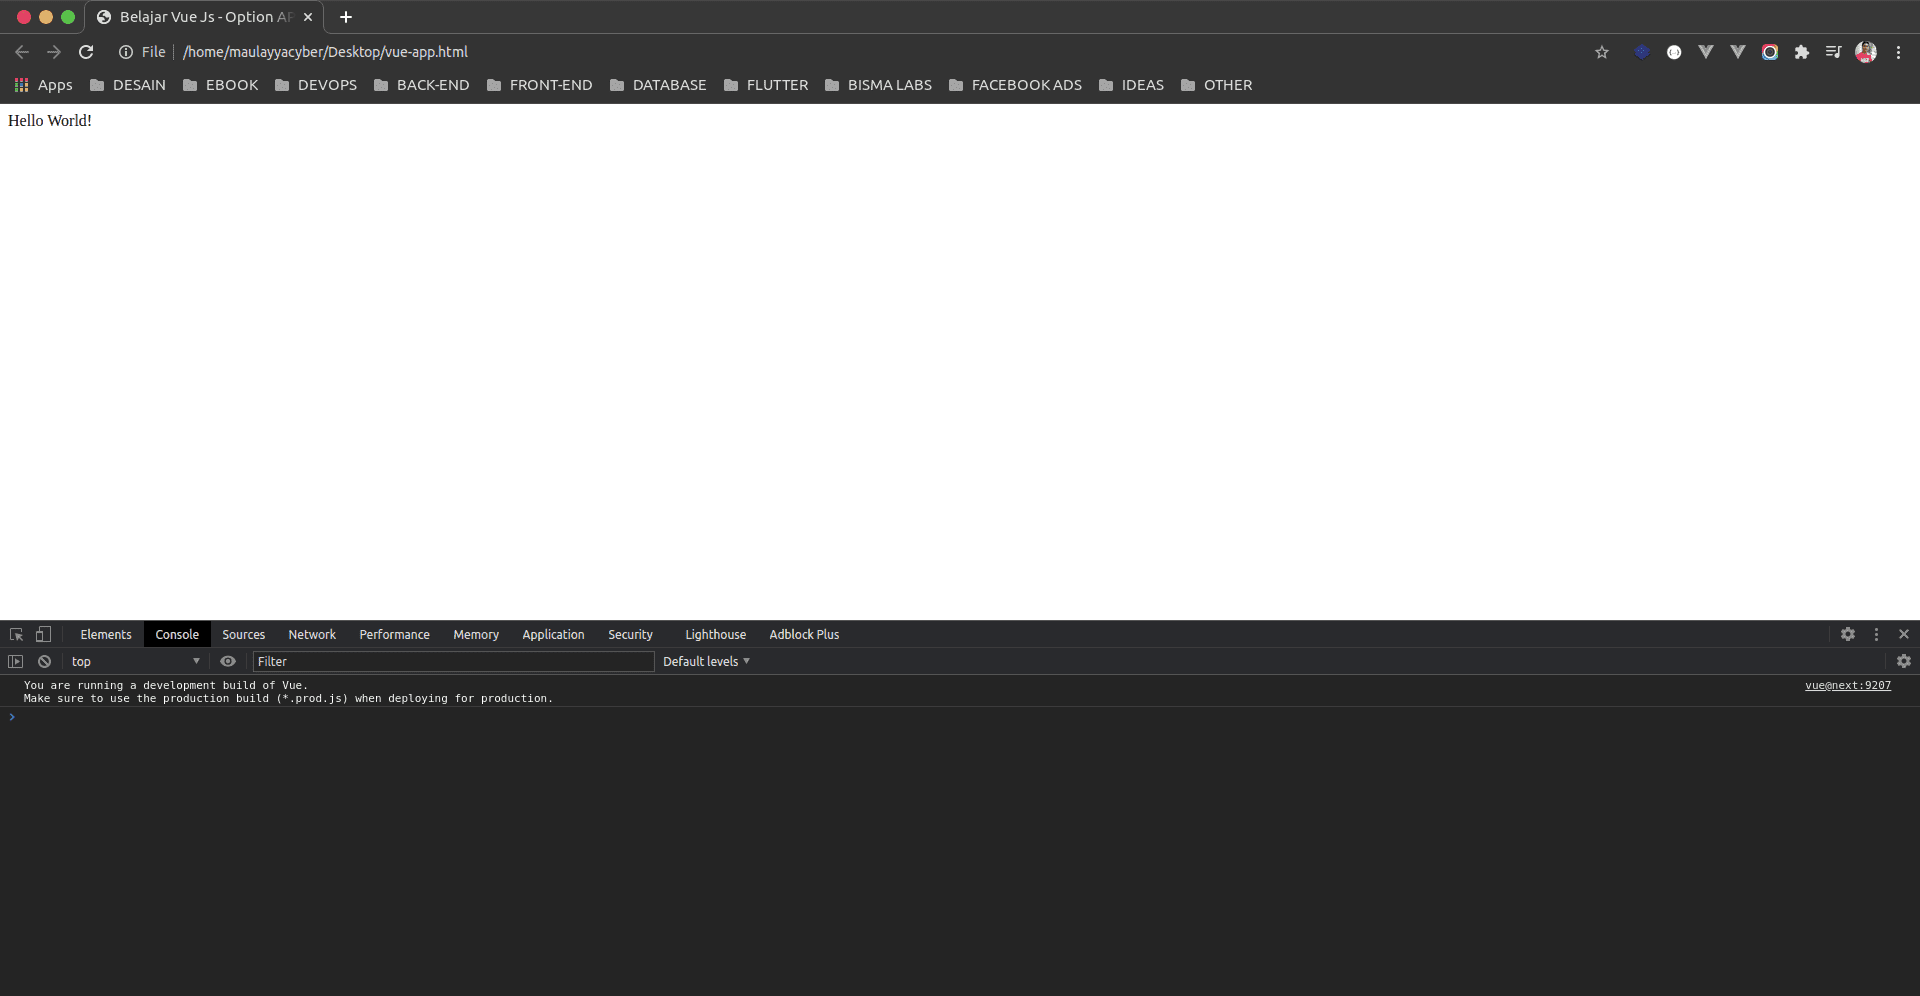 Belajar Vue Js - Option AP
File | /home/maulayyacyber/Desktop/vue-app.html
Apps DESAIN EBOOK DEVOPS BACK-END FRONT-END DATABASE FLUTTER BISMA LABS FACEBOOK ADS IDEAS OTHER
Hello World!
Elements Console Sources Network Performance Memory Application Security Lighthouse Adblock Plus
top Filter Default levels
You are running a development build of Vue. vue@next:9207
Make sure to use the production build (*.prod.js) when deploying for production.